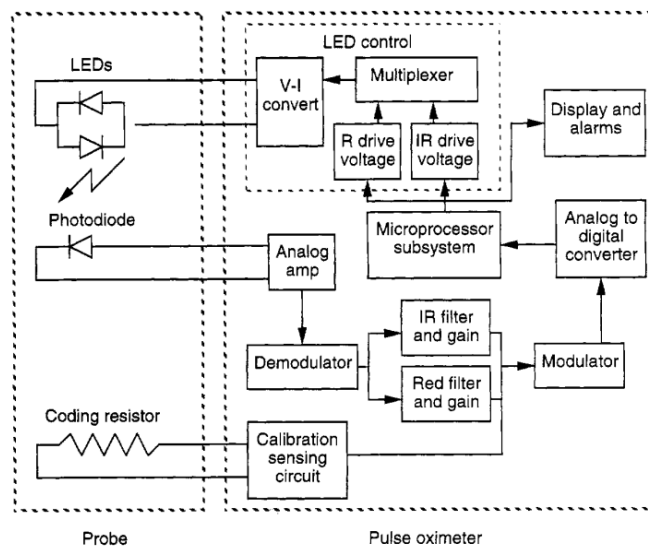 LED control
LEDs
V-I
convert
Multiplexer
R drive
voltage
IR drive
voltage
Display and
alarms
Photodiode
Analog
amp
Microprocessor
subsystem
Analog to
digital
converter
Demodulator
IR filter
and gain
Red filter
and gain
Modulator
Coding resistor
Calibration
sensing
circuit
Probe
Pulse oximeter